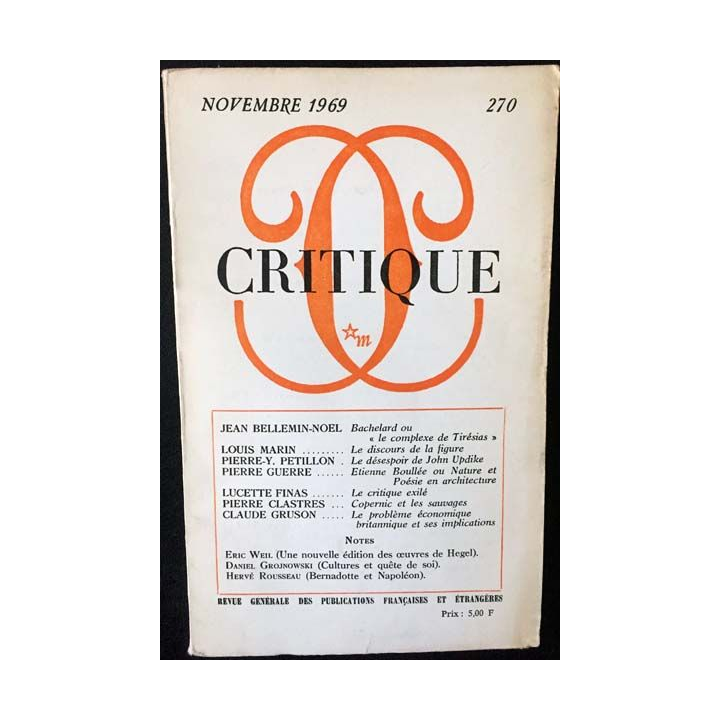 NOVEMBRE 1969 270
CRITIQUE
m
JEAN BELLEMIN-NOEL Bachelard ou
« le complexe de Tirésias »
LOUIS MARIN ......... Le discours de la figure
PIERRE-Y. PETILLON . Le désespoir de John Updike
PIERRE GUERRE ...... Etienne Boullée ou Nature et
Poésie en architecture
LUCETTE FINAS ....... Le critique exilé
PIERRE CLASTRES ... Copernic et les sauvages
CLAUDE GRUSON ..... Le problème économique
britannique et ses implications
NOTES
ERIC WEIL (Une nouvelle édition des œuvres de Hegel).
DANIEL GROJNOWSKI (Cultures et quête de soi).
HERVÉ ROUSSEAU (Bernadotte et Napoléon).
REVUE GÉNÉRALE DES PUBLICATIONS FRANÇAISES ET ÉTRANGÈRES
Prix : 5,00 F